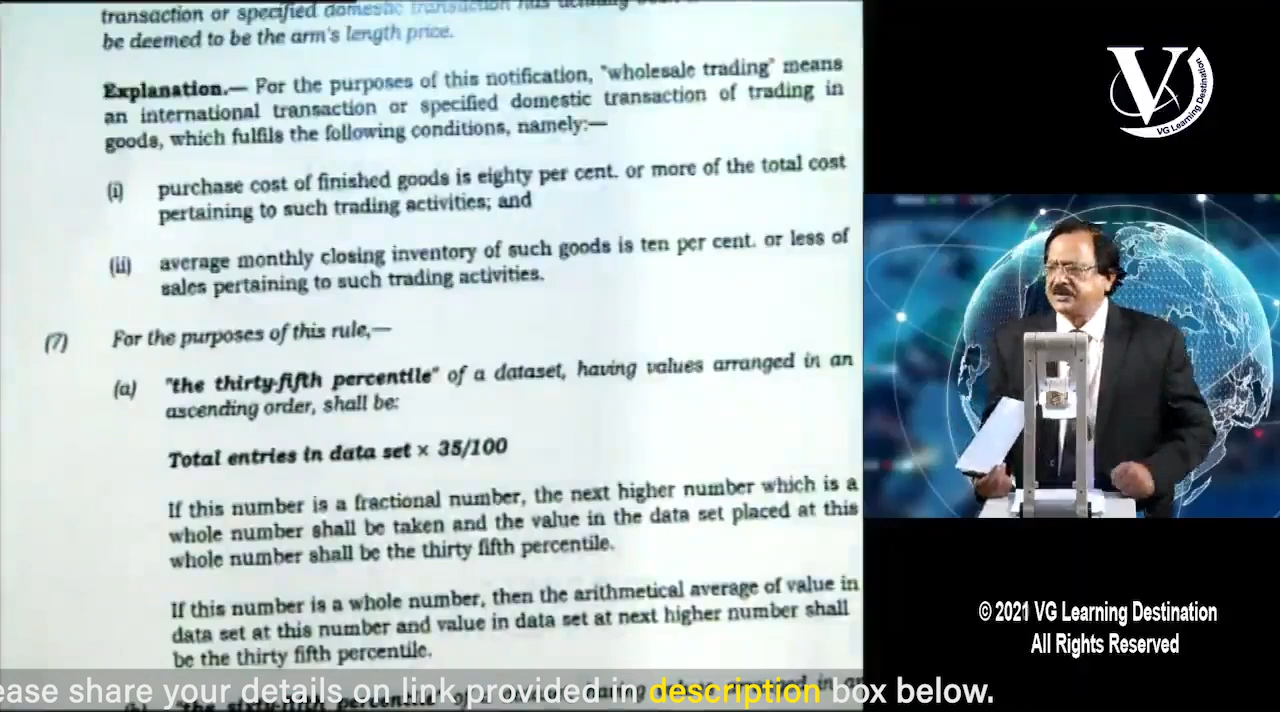 transaction or specified domestic transaction has actually
be deemed to be the arm's length price.
Explanation.— For the purposes of this notification, "wholesale trading" means
an international transaction or specified domestic transaction of trading in
goods, which fulfils the following conditions, namely:—
(i) purchase cost of finished goods is eighty per cent. or more of the total cost
pertaining to such trading activities; and
(ii) average monthly closing inventory of such goods is ten per cent. or less of
sales pertaining to such trading activities.
(7) For the purposes of this rule,—
(a) "the thirty-fifth percentile" of a dataset, having values arranged in an
ascending order, shall be:
Total entries in data set × 35/100
If this number is a fractional number, the next higher number which is a
whole number shall be taken and the value in the data set placed at this
whole number shall be the thirty fifth percentile.
If this number is a whole number, then the arithmetical average of value in
data set at this number and value in data set at next higher number shall
be the thirty fifth percentile.
"the sixty-fifth percentile" of a
ease share your details on link provided in description box below.
V
VG Learning Destination
© 2021 VG Learning Destination
All Rights Reserved